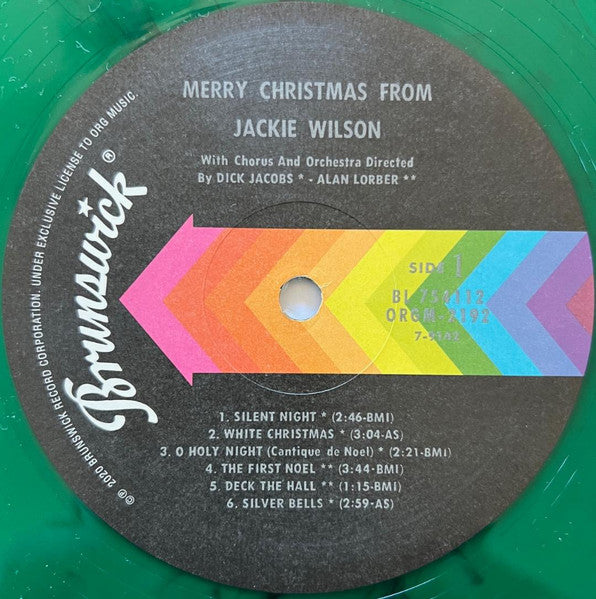 MERRY CHRISTMAS FROM
JACKIE WILSON
With Chorus And Orchestra Directed
By DICK JACOBS * - ALAN LORBER **
Brunswick ®
©℗ 2020 BRUNSWICK RECORD CORPORATION. UNDER EXCLUSIVE LICENSE TO ORG MUSIC.
SIDE 1
BL 754112
ORGM-2192
1. SILENT NIGHT * (2:46-BMI)
2. WHITE CHRISTMAS * (3:04-AS)
3. O HOLY NIGHT (Cantique de Noel) * (2:21-BMI)
4. THE FIRST NOEL ** (3:44-BMI)
5. DECK THE HALL ** (1:15-BMI)
6. SILVER BELLS * (2:59-AS)